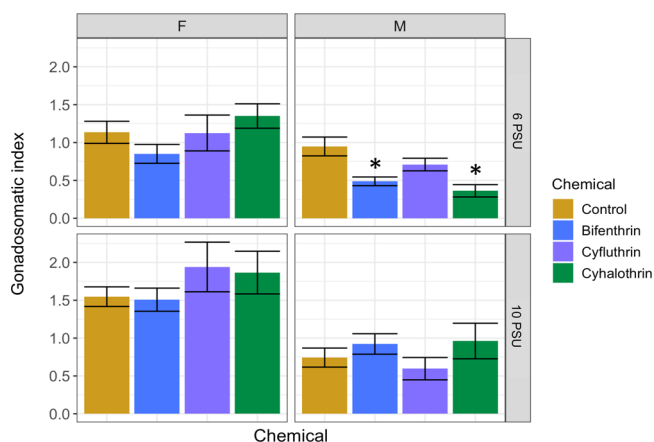 F
M
2.0
1.5
1.0
0.5
0.0
*
*
6 PSU
2.0
1.5
1.0
0.5
0.0
10 PSU
Gonadosomatic index
Chemical
Chemical
Control
Bifenthrin
Cyfluthrin
Cyhalothrin